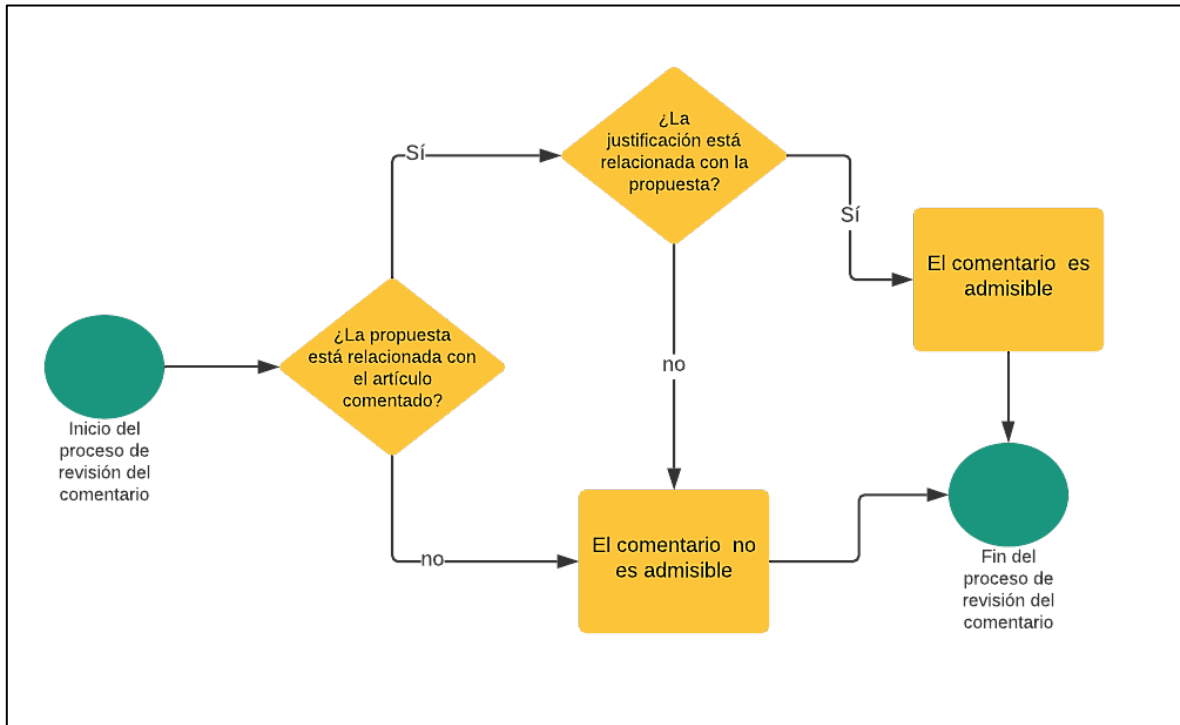 Inicio del
proceso de
revisión del
comentario
¿La propuesta
está relacionada con
el artículo
comentado?
Sí
¿La
justificación está
relacionada con la
propuesta?
Sí
El comentario es
admisible
no
no
El comentario no
es admisible
Fin del
proceso de
revisión del
comentario